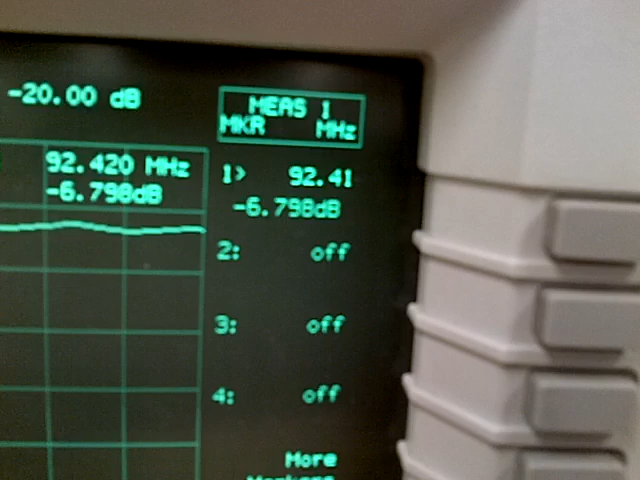 -20.00 dB
MEAS 1
MKR MHz
92.420 MHz
-6.798dB
1> 92.41
-6.798dB
2: off
3: off
4: off
More
Markers